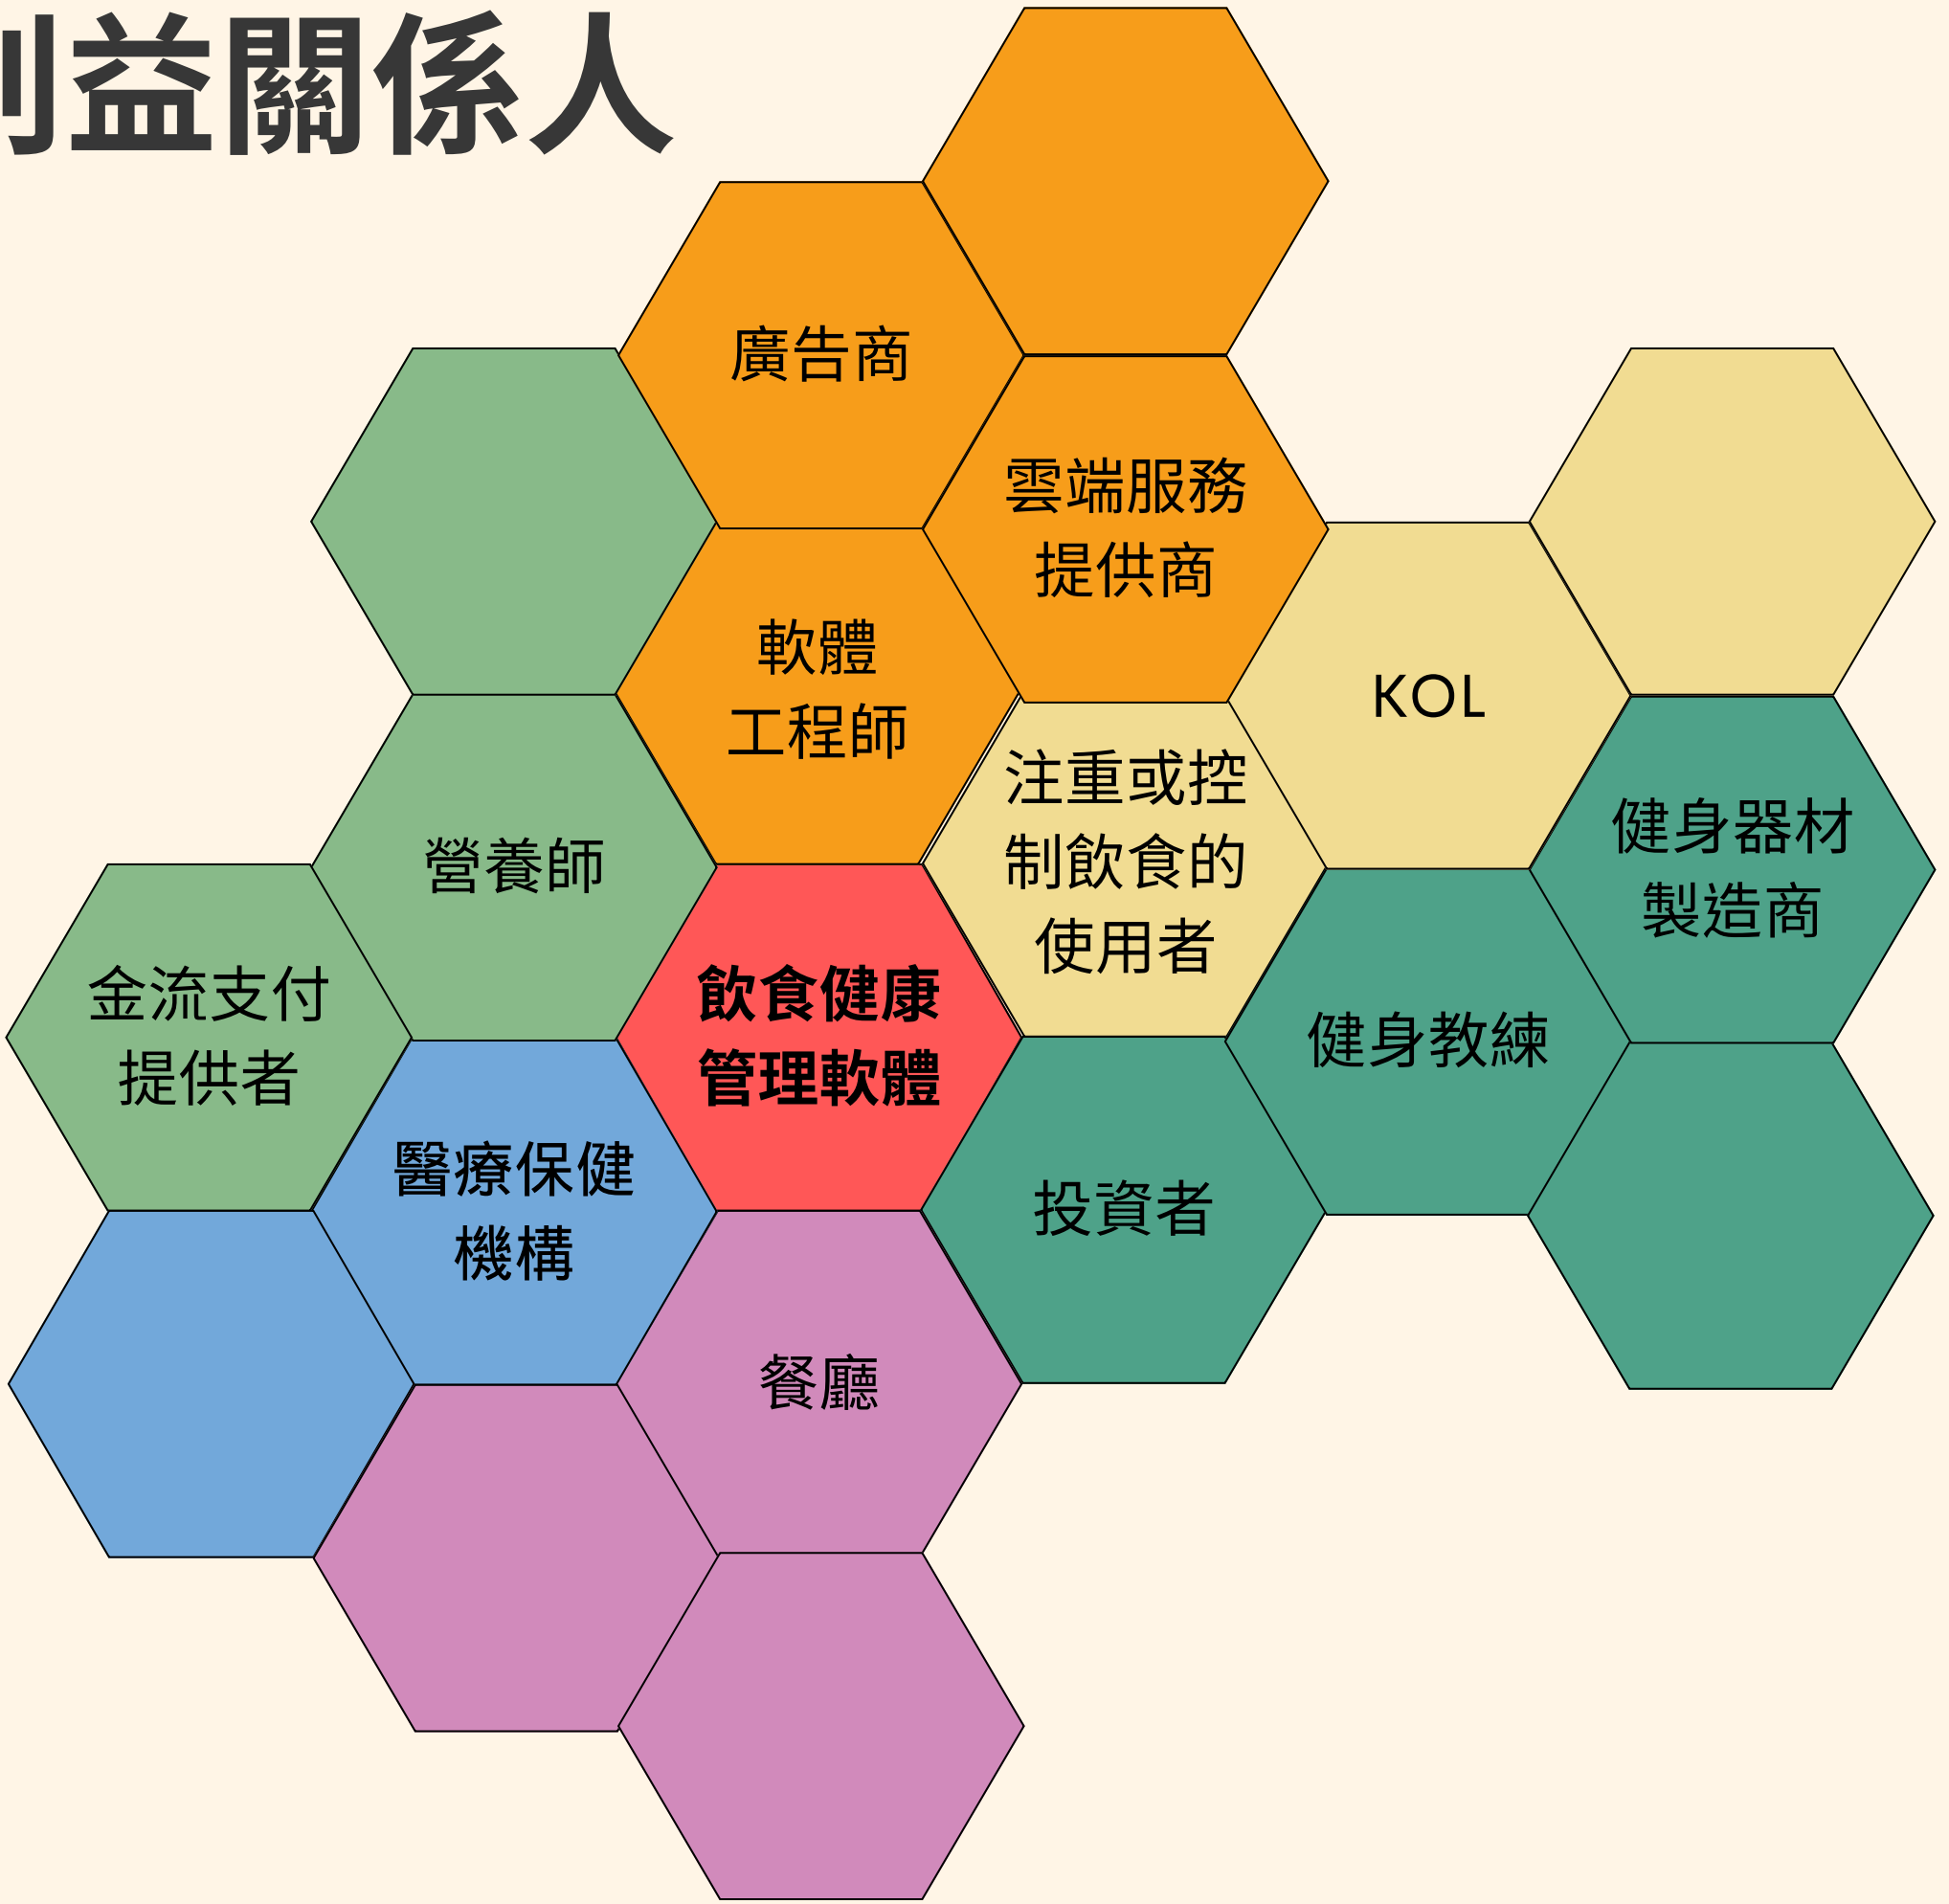 利益關係人
廣告商
雲端服務
提供商
軟體
工程師
KOL
注重或控
制飲食的
使用者
健身器材
製造商
營養師
金流支付
提供者
飲食健康
管理軟體
健身教練
醫療保健
機構
投資者
餐廳